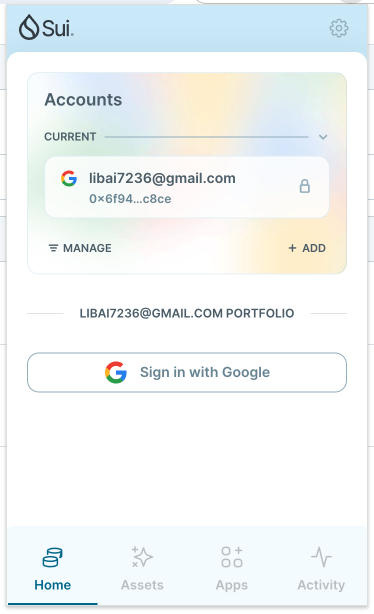 Sui.
Accounts
CURRENT
libai7236@gmail.com
0×6f94...c8ce
MANAGE
+ ADD
LIBAI7236@GMAIL.COM PORTFOLIO
Sign in with Google
Home
Assets
Apps
Activity